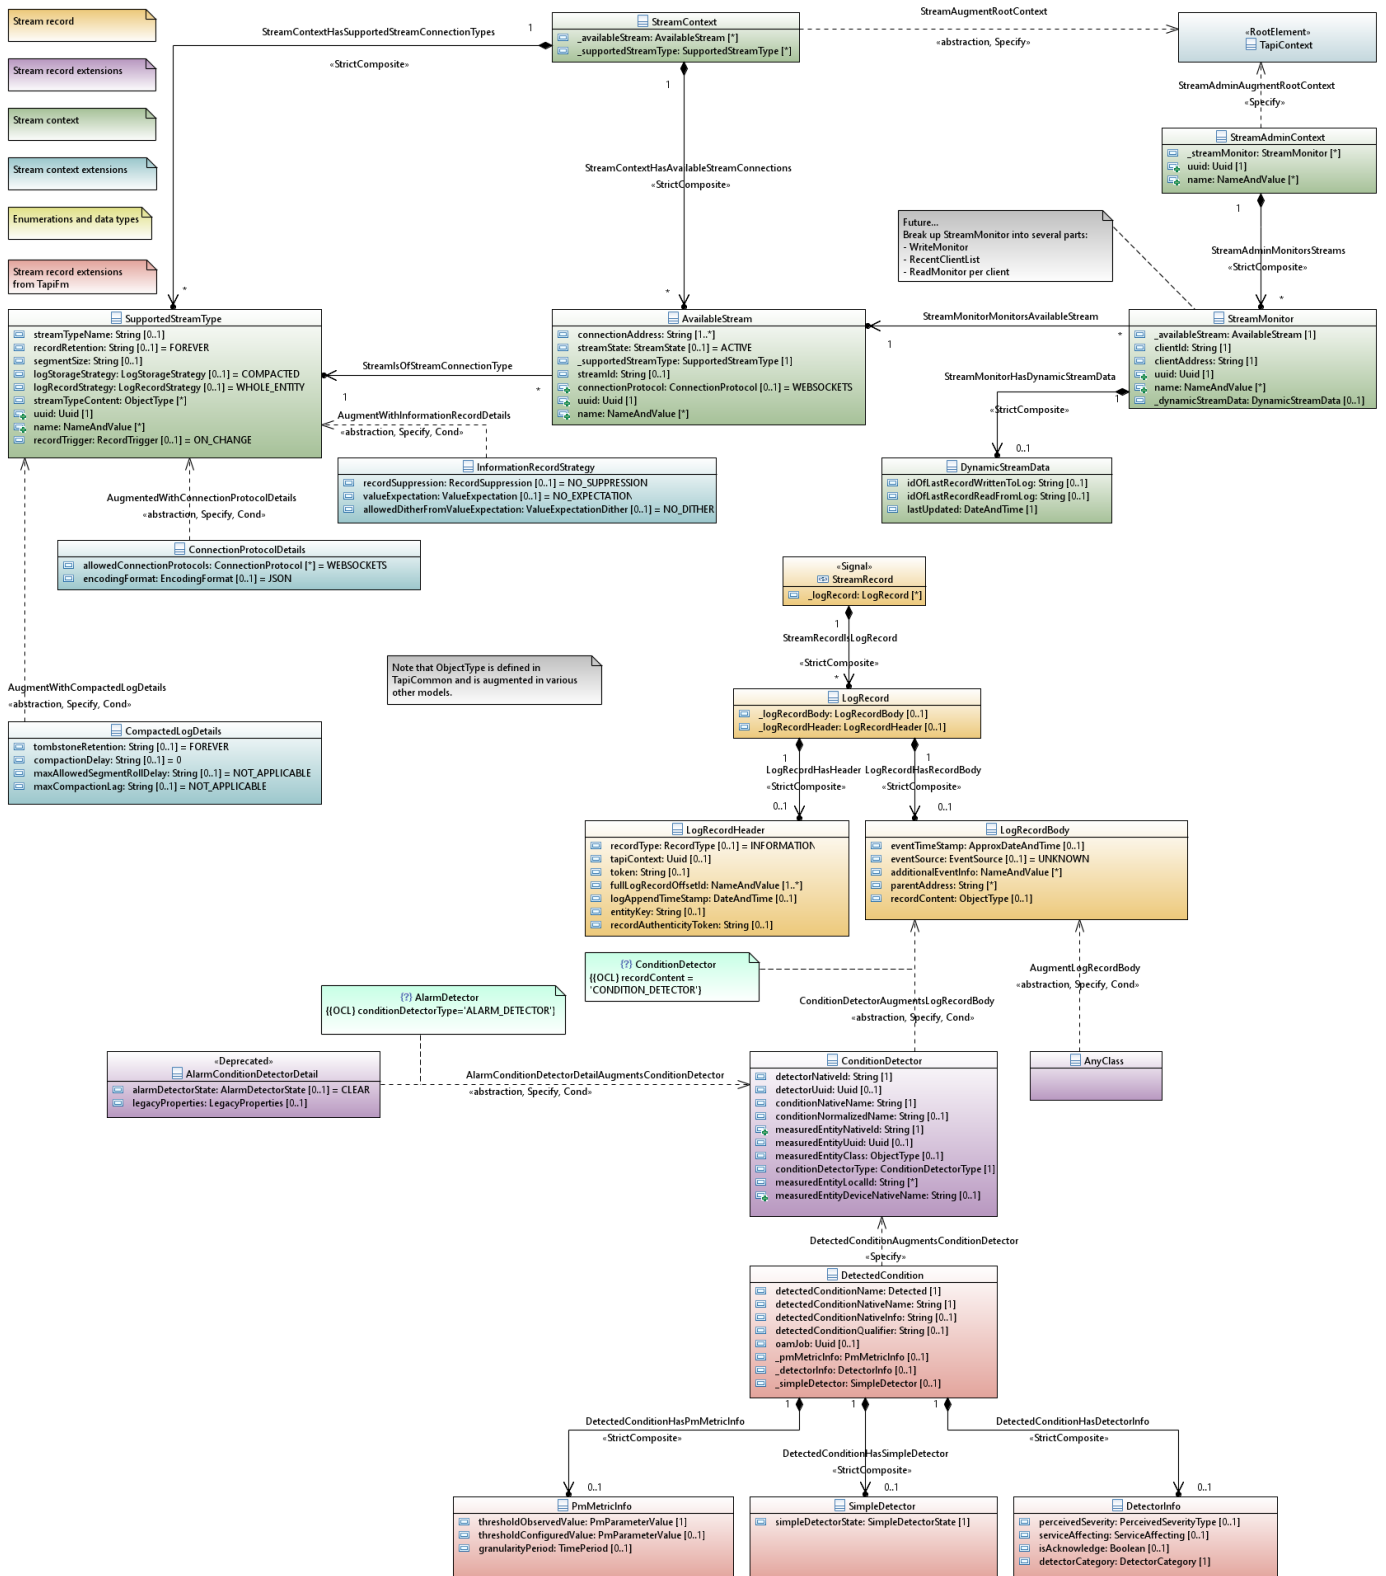 Stream record
Stream record extensions
Stream context
Stream context extensions
Enumerations and data types
Stream record extensions
from TapiFm
StreamContext
_availableStream: AvailableStream [*]
_supportedStreamType: SupportedStreamType [*]
StreamContextHasSupportedStreamConnectionTypes
1
«StrictComposite»
*
StreamAugmentRootContext
«abstraction, Specify»
«RootElement»
TapiContext
StreamAdminAugmentRootContext
«Specify»
StreamAdminContext
_streamMonitor: StreamMonitor [*]
uuid: Uuid [1]
name: NameAndValue [*]
1
StreamContextHasAvailableStreamConnections
«StrictComposite»
*
1
StreamAdminMonitorsStreams
«StrictComposite»
*
Future...
Break up StreamMonitor into several parts:
- WriteMonitor
- RecentClientList
- ReadMonitor per client
SupportedStreamType
streamTypeName: String [0..1]
recordRetention: String [0..1] = FOREVER
segmentSize: String [0..1]
logStorageStrategy: LogStorageStrategy [0..1] = COMPACTED
logRecordStrategy: LogRecordStrategy [0..1] = WHOLE_ENTITY
streamTypeContent: ObjectType [*]
uuid: Uuid [1]
name: NameAndValue [*]
recordTrigger: RecordTrigger [0..1] = ON_CHANGE
StreamIsOfStreamConnectionType
1
*
AvailableStream
connectionAddress: String [1..*]
streamState: StreamState [0..1] = ACTIVE
_supportedStreamType: SupportedStreamType [1]
streamId: String [0..1]
connectionProtocol: ConnectionProtocol [0..1] = WEBSOCKETS
uuid: Uuid [1]
name: NameAndValue [*]
StreamMonitorMonitorsAvailableStream
1
*
StreamMonitor
_availableStream: AvailableStream [1]
clientId: String [1]
clientAddress: String [1]
uuid: Uuid [1]
name: NameAndValue [*]
_dynamicStreamData: DynamicStreamData [0..1]
StreamMonitorHasDynamicStreamData
1
«StrictComposite»
0..1
DynamicStreamData
idOfLastRecordWrittenToLog: String [0..1]
idOfLastRecordReadFromLog: String [0..1]
lastUpdated: DateAndTime [1]
AugmentWithInformationRecordDetails
«abstraction, Specify, Cond»
InformationRecordStrategy
recordSuppression: RecordSuppression [0..1] = NO_SUPPRESSION
valueExpectation: ValueExpectation [0..1] = NO_EXPECTATION
allowedDitherFromValueExpectation: ValueExpectationDither [0..1] = NO_DITHER
AugmentedWithConnectionProtocolDetails
«abstraction, Specify, Cond»
ConnectionProtocolDetails
allowedConnectionProtocols: ConnectionProtocol [*] = WEBSOCKETS
encodingFormat: EncodingFormat [0..1] = JSON
AugmentWithCompactedLogDetails
«abstraction, Specify, Cond»
CompactedLogDetails
tombstoneRetention: String [0..1] = FOREVER
compactionDelay: String [0..1] = 0
maxAllowedSegmentRollDelay: String [0..1] = NOT_APPLICABLE
maxCompactionLag: String [0..1] = NOT_APPLICABLE
Note that ObjectType is defined in
TapiCommon and is augmented in various
other models.
«Signal»
StreamRecord
_logRecord: LogRecord [*]
1
StreamRecordIsLogRecord
«StrictComposite»
*
LogRecord
_logRecordBody: LogRecordBody [0..1]
_logRecordHeader: LogRecordHeader [0..1]
1
LogRecordHasHeader
«StrictComposite»
0..1
1
LogRecordHasRecordBody
«StrictComposite»
0..1
LogRecordHeader
recordType: RecordType [0..1] = INFORMATION
tapiContext: Uuid [0..1]
token: String [0..1]
fullLogRecordOffsetId: NameAndValue [1..*]
logAppendTimeStamp: DateAndTime [0..1]
entityKey: String [0..1]
recordAuthenticityToken: String [0..1]
LogRecordBody
eventTimeStamp: ApproxDateAndTime [0..1]
eventSource: EventSource [0..1] = UNKNOWN
additionalEventInfo: NameAndValue [*]
parentAddress: String [*]
recordContent: ObjectType [0..1]
{?} ConditionDetector
{{OCL} recordContent =
'CONDITION_DETECTOR'}
ConditionDetectorAugmentsLogRecordBody
«abstraction, Specify, Cond»
AugmentLogRecordBody
«abstraction, Specify, Cond»
{?} AlarmDetector
{{OCL} conditionDetectorType='ALARM_DETECTOR'}
«Deprecated»
AlarmConditionDetectorDetail
alarmDetectorState: AlarmDetectorState [0..1] = CLEAR
legacyProperties: LegacyProperties [0..1]
AlarmConditionDetectorDetailAugmentsConditionDetector
«abstraction, Specify, Cond»
ConditionDetector
detectorNativeId: String [1]
detectorUuid: Uuid [0..1]
conditionNativeName: String [1]
conditionNormalizedName: String [0..1]
measuredEntityNativeId: String [1]
measuredEntityUuid: Uuid [0..1]
measuredEntityClass: ObjectType [0..1]
conditionDetectorType: ConditionDetectorType [1]
measuredEntityLocalId: String [*]
measuredEntityDeviceNativeName: String [0..1]
AnyClass
DetectedConditionAugmentsConditionDetector
«Specify»
DetectedCondition
detectedConditionName: Detected [1]
detectedConditionNativeName: String [1]
detectedConditionNativeInfo: String [0..1]
detectedConditionQualifier: String [0..1]
oamJob: Uuid [0..1]
_pmMetricInfo: PmMetricInfo [0..1]
_detectorInfo: DetectorInfo [0..1]
_simpleDetector: SimpleDetector [0..1]
1
1
1
DetectedConditionHasPmMetricInfo
«StrictComposite»
0..1
DetectedConditionHasSimpleDetector
«StrictComposite»
0..1
DetectedConditionHasDetectorInfo
«StrictComposite»
0..1
PmMetricInfo
thresholdObservedValue: PmParameterValue [1]
thresholdConfiguredValue: PmParameterValue [0..1]
granularityPeriod: TimePeriod [0..1]
SimpleDetector
simpleDetectorState: SimpleDetectorState [1]
DetectorInfo
perceivedSeverity: PerceivedSeverityType [0..1]
serviceAffecting: ServiceAffecting [0..1]
isAcknowledge: Boolean [0..1]
detectorCategory: DetectorCategory [1]